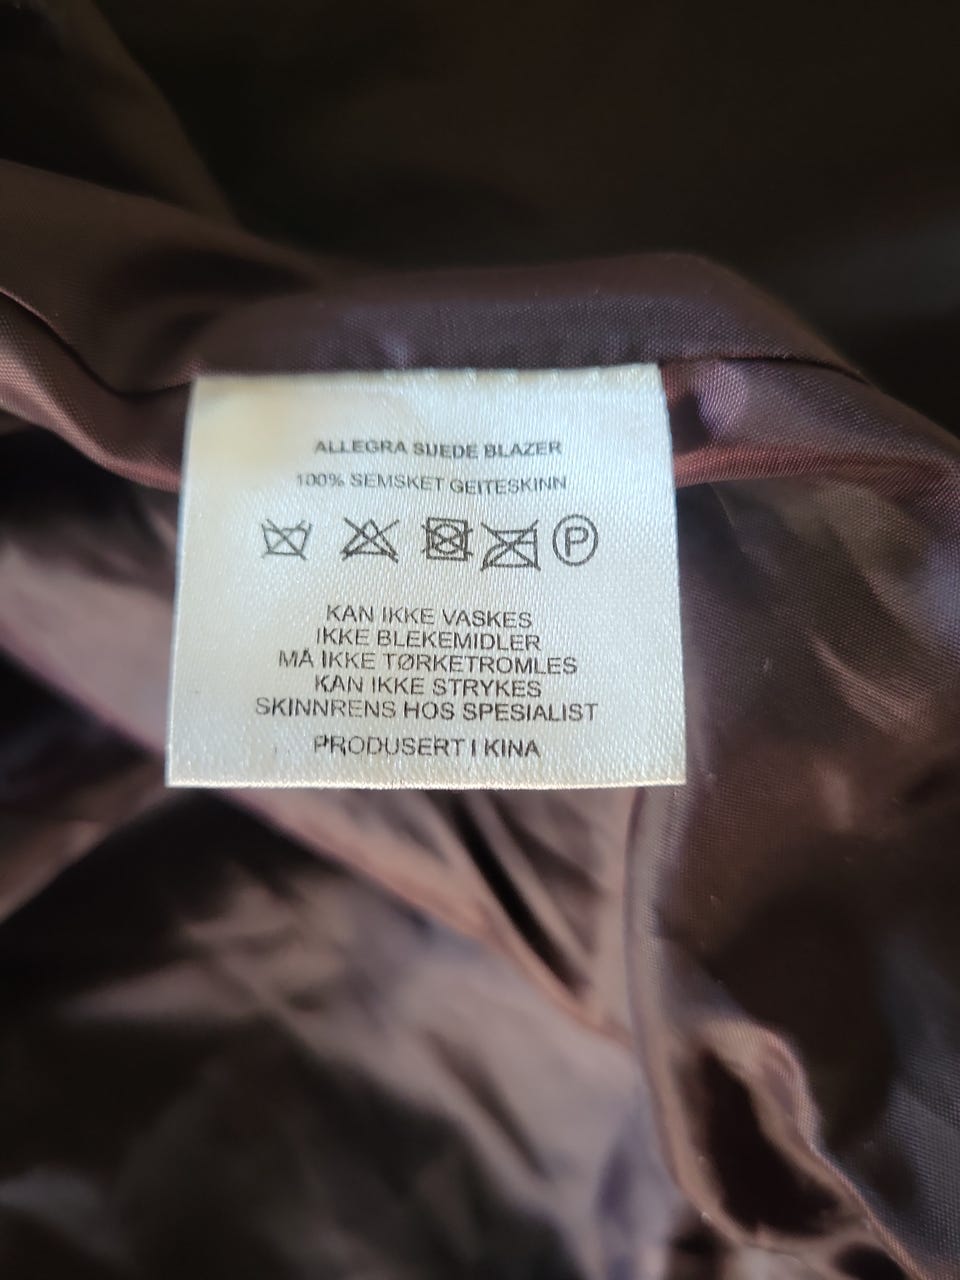 ALLEGRA SUEDE BLAZER
100% SEMSKET GEITESKINN
P
KAN IKKE VASKES
IKKE BLEKEMIDLER
MÅ IKKE TØRKETROMLES
KAN IKKE STRYKES
SKINNRENS HOS SPESIALIST
PRODUSERT I KINA